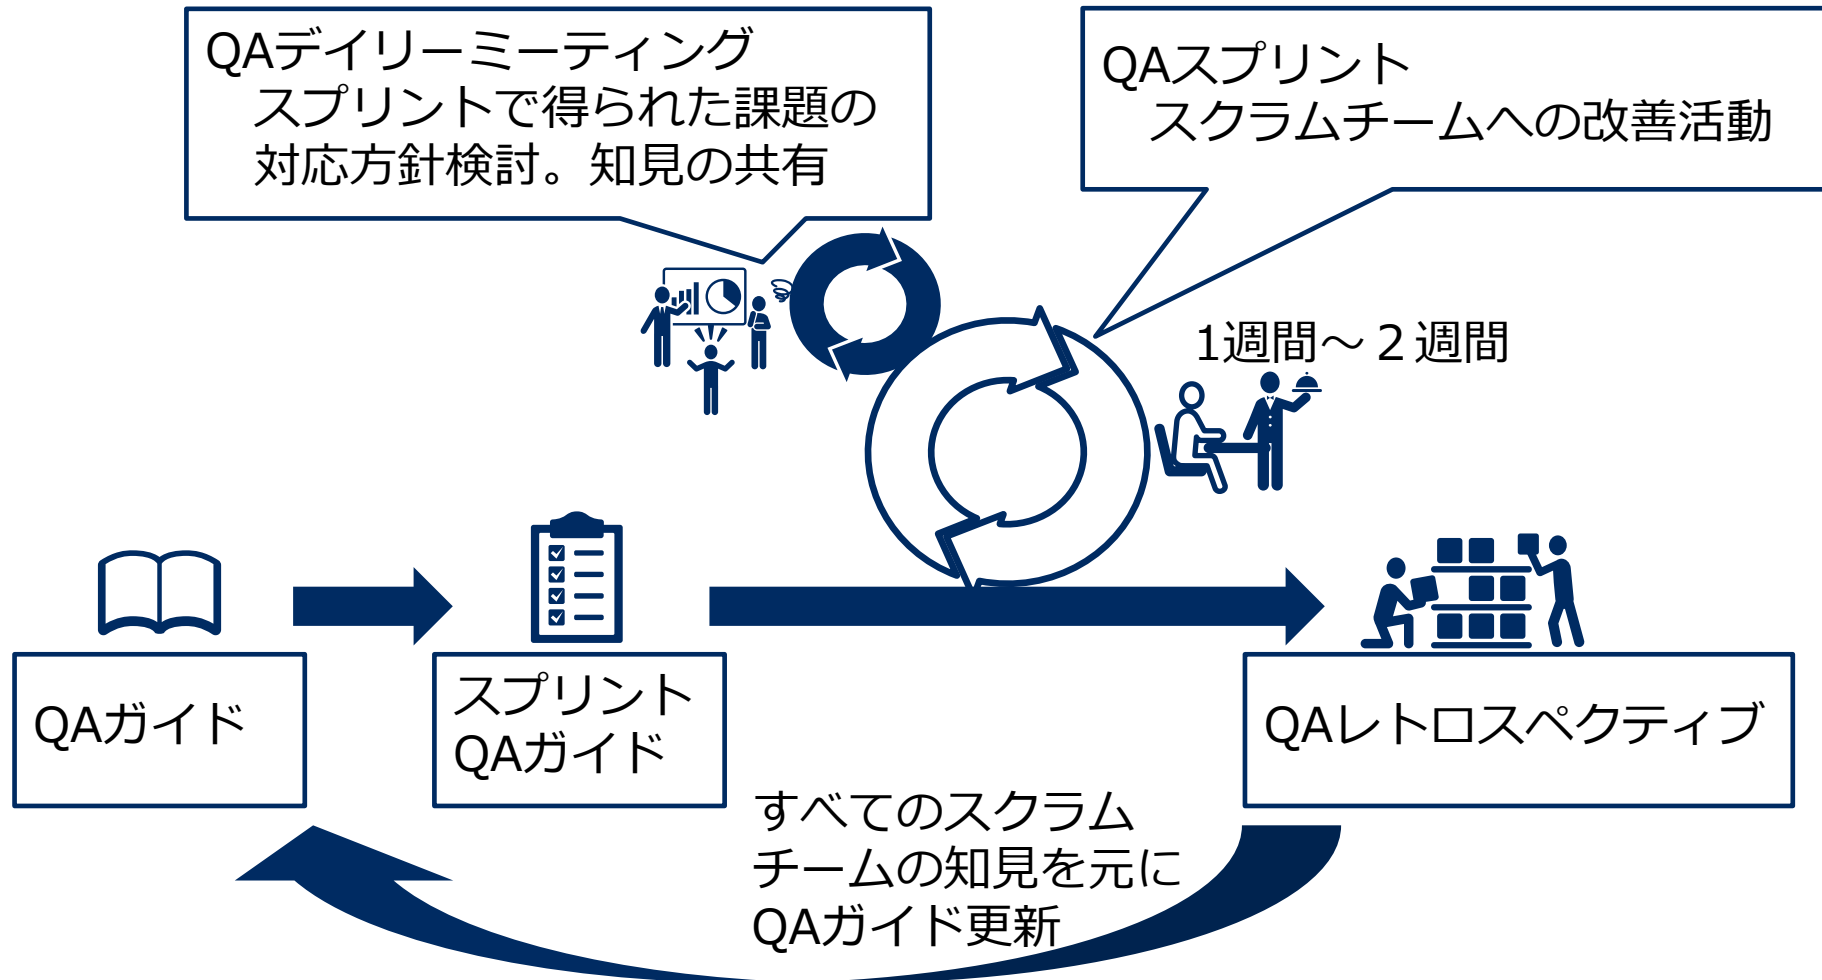 QAデイリーミーティング
スプリントで得られた課題の
対応方針検討。知見の共有
QAスプリント
スクラムチームへの改善活動
1週間～２週間
QAガイド
スプリント
QAガイド
QAレトロスペクティブ
すべてのスクラム
チームの知見を元に
QAガイド更新